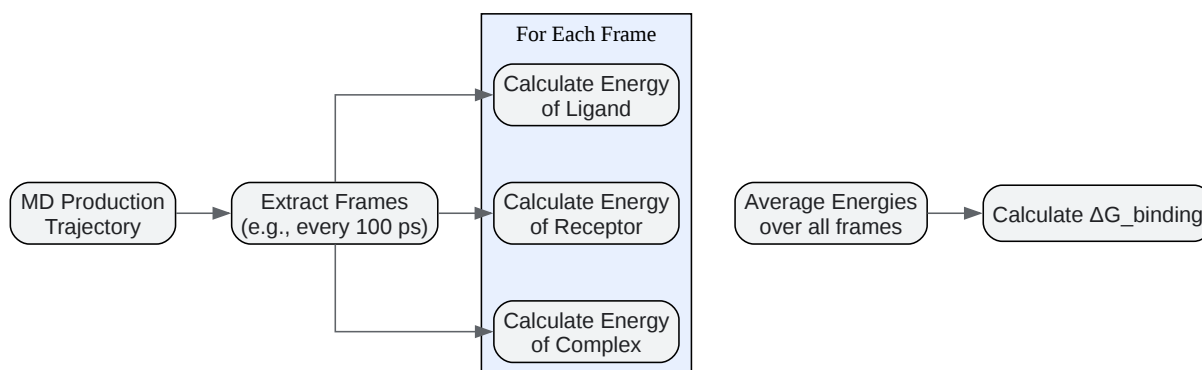 For Each Frame
Calculate Energy
of Ligand
MD Production
Trajectory
Extract Frames
(e.g., every 100 ps)
Calculate Energy
of Receptor
Average Energies
over all frames
Calculate ΔG_binding
Calculate Energy
of Complex